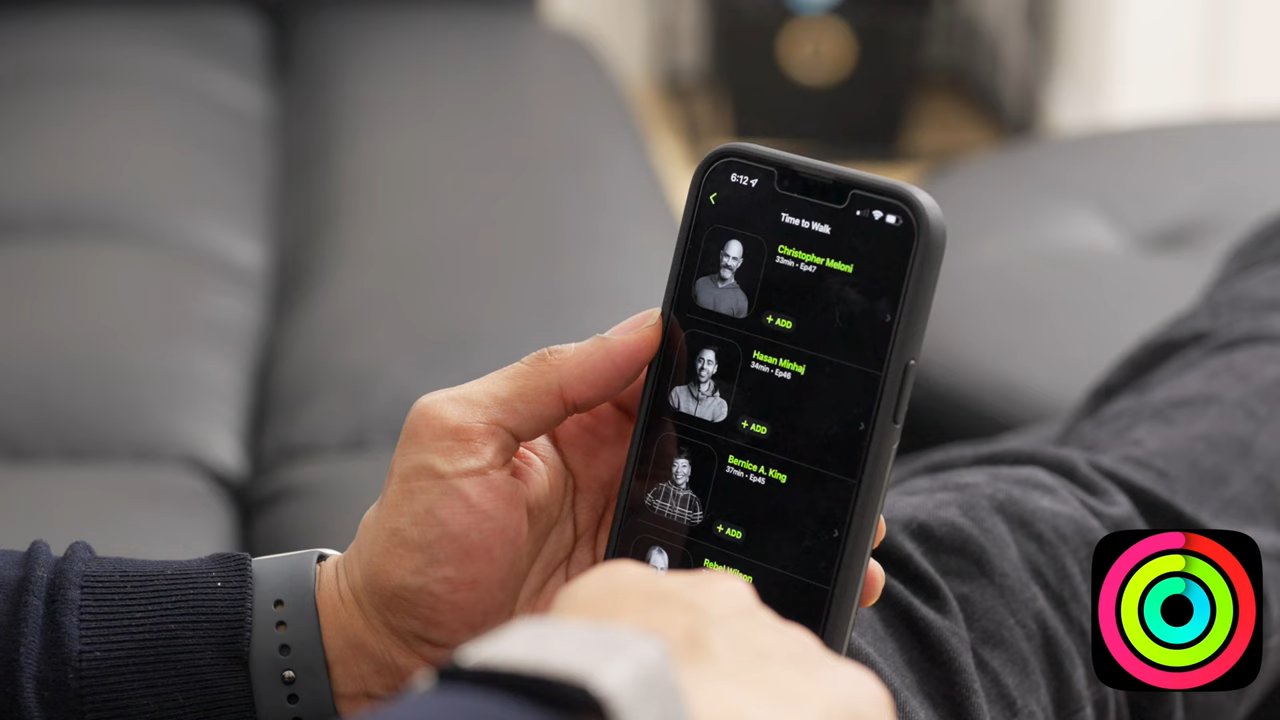 6:12
Time to Walk
Christopher Meloni
33min • Ep47
+ ADD
Hasan Minhaj
34min • Ep46
+ ADD
Bernice A. King
37min • Ep45
+ ADD
Rebel Wilson